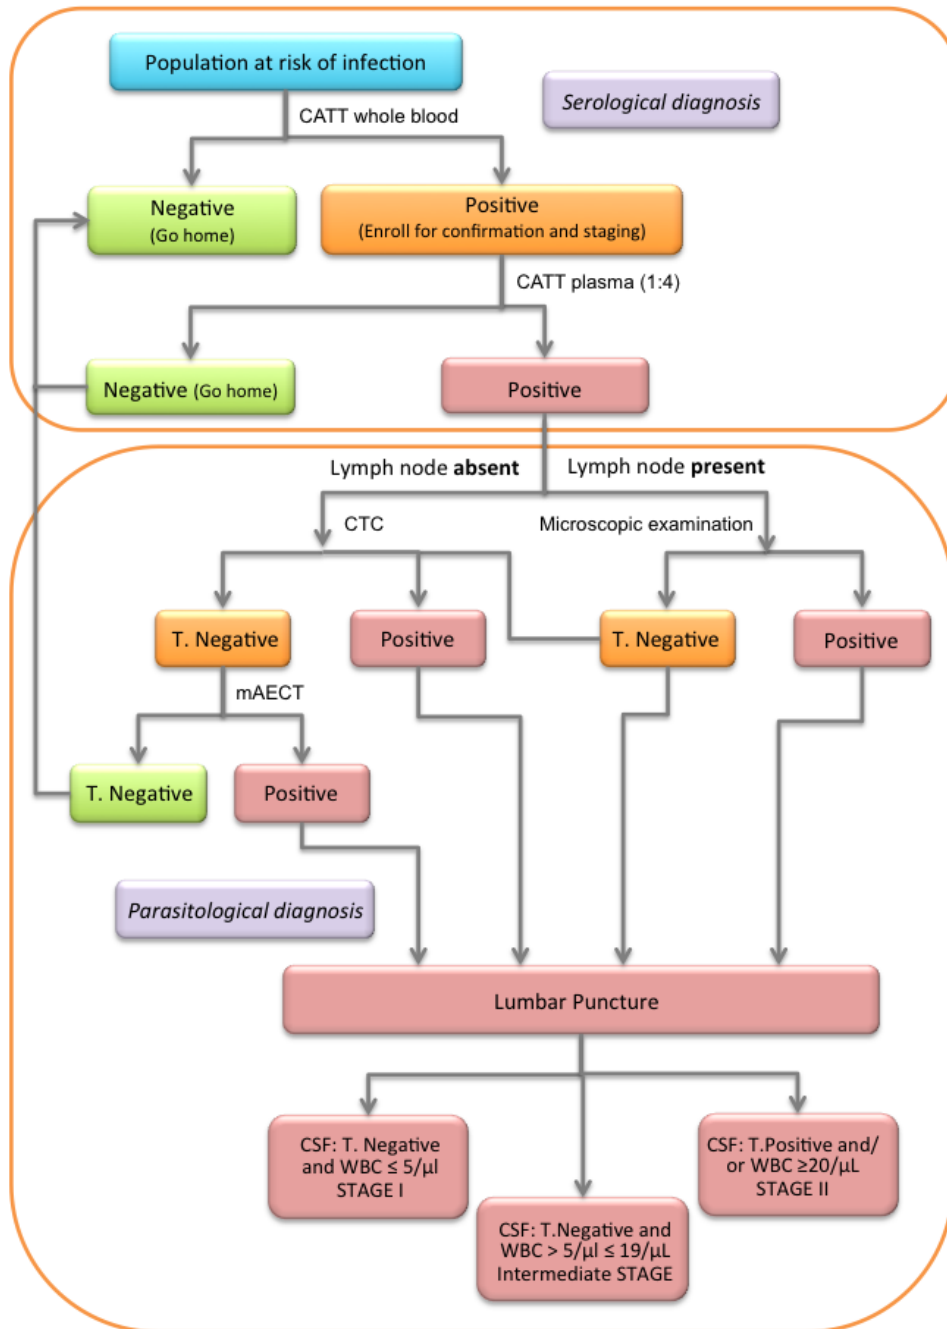 Population at risk of infection
Serological diagnosis
CATT whole blood
Negative
(Go home)
Positive
(Enroll for confirmation and staging)
CATT plasma (1:4)
Negative (Go home)
Positive
Lymph node absent
Lymph node present
CTC
Microscopic examination
T. Negative
Positive
T. Negative
Positive
mAECT
T. Negative
Positive
Parasitological diagnosis
Lumbar Puncture
CSF: T. Negative
and WBC ≤ 5/µl
STAGE I
CSF: T.Negative and
WBC > 5/µl ≤ 19/µL
Intermediate STAGE
CSF: T.Positive and/
or WBC ≥20/µL
STAGE II